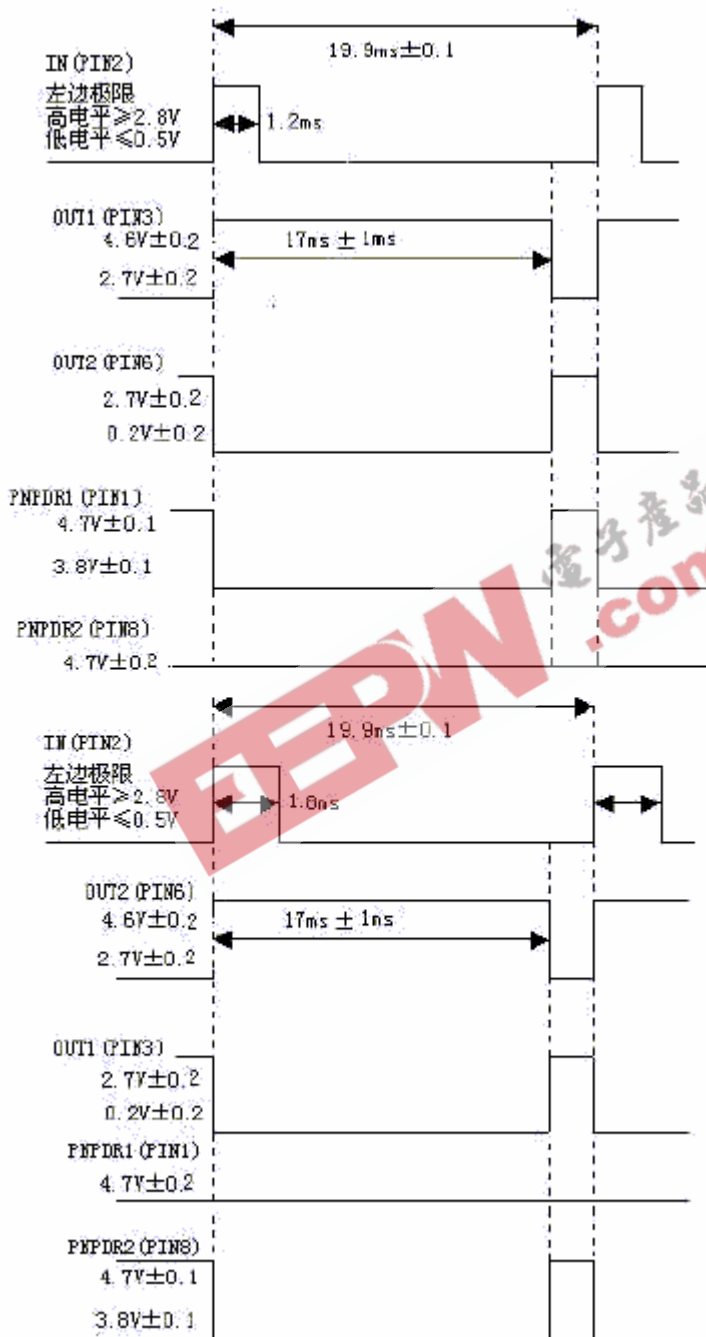 19.9ms±0.1
IN(PIN2)
左边极限
高电平≥2.8V
低电平≤0.5V
1.2ms
OUT1(PIN3)
4.6V±0.2
17ms±1ms
2.7V±0.2
OUT2(PIN6)
2.7V±0.2
0.2V±0.2
PNPDR1(PIN1)
4.7V±0.1
3.8V±0.1
PNPDR2(PIN8)
4.7V±0.2
電子產品
EEPW
.com
19.9ms±0.1
IN(PIN2)
左边极限
高电平≥2.8V
低电平≤0.5V
1.8ms
OUT2(PIN6)
4.6V±0.2
17ms±1ms
2.7V±0.2
OUT1(PIN3)
2.7V±0.2
0.2V±0.2
PNPDR1(PIN1)
4.7V±0.2
PNPDR2(PIN8)
4.7V±0.1
3.8V±0.1